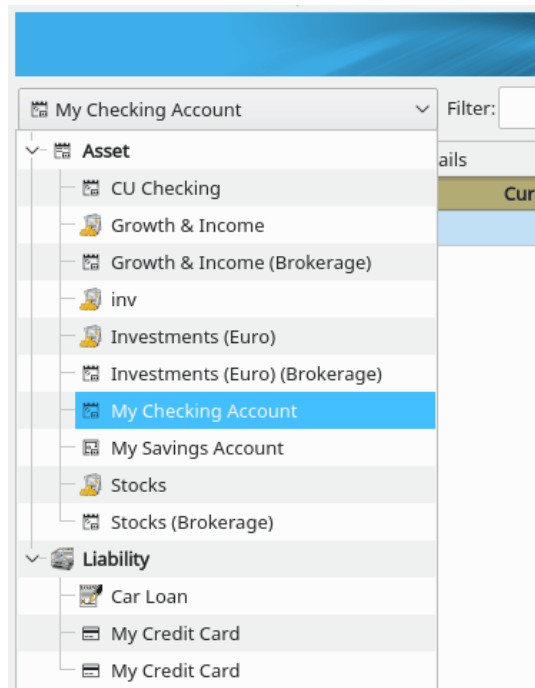 My Checking Account
Filter:
Asset
ails
CU Checking
Cur
Growth & Income
Growth & Income (Brokerage)
inv
Investments (Euro)
Investments (Euro) (Brokerage)
My Checking Account
My Savings Account
Stocks
Stocks (Brokerage)
Liability
Car Loan
My Credit Card
My Credit Card